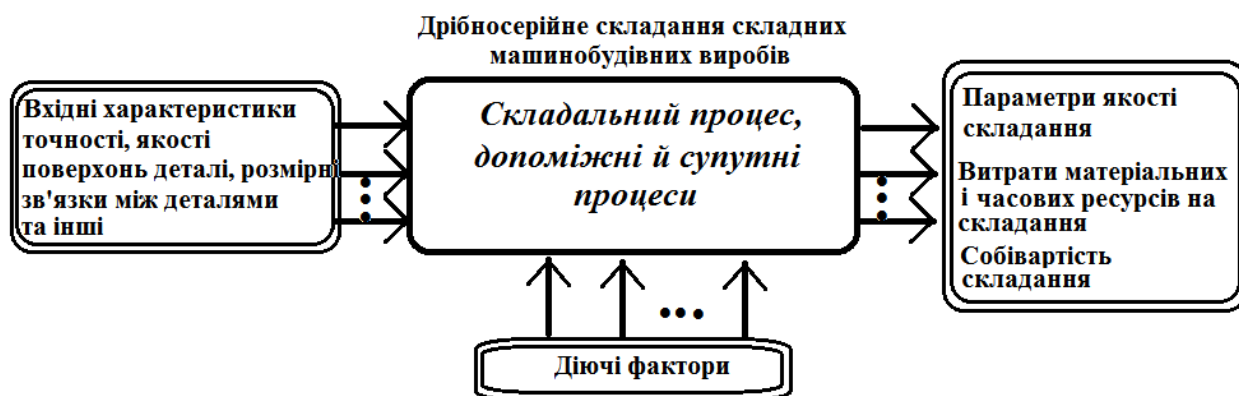 Дрібносерійне складання складних
машинобудівних виробів
Вхідні характеристики
точності, якості
поверхонь деталі, розмірні
зв'язки між деталями
та інші
Складальний процес,
допоміжні й супутні
процеси
Параметри якості
складання
Витрати матеріальних
і часових ресурсів на
складання
Собівартість
складання
Діючі фактори